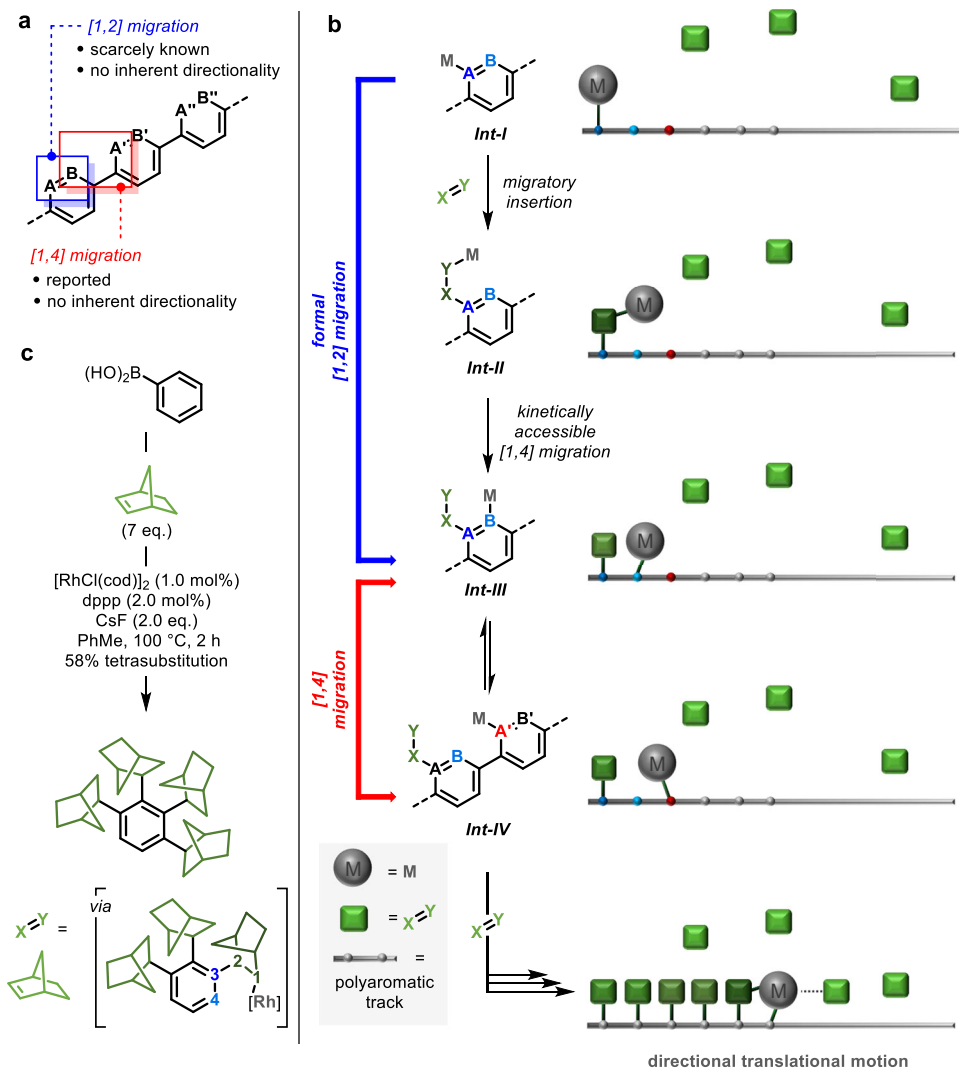 a
[1,2] migration
• scarcely known
• no inherent directionality
A B A' B' A" B"
[1,4] migration
• reported
• no inherent directionality
c
(HO)2B
(7 eq.)
[RhCl(cod)]2 (1.0 mol%)
dppp (2.0 mol%)
CsF (2.0 eq.)
PhMe, 100 °C, 2 h
58% tetrasubstitution
X=Y =
via
2
3
1
4
[Rh]
b
M A B
Int-I
X=Y
migratory
insertion
M
Y
X A B
Int-II
kinetically
accessible
[1,4] migration
Y M
X A B
Int-III
formal
[1,2] migration
[1,4]
migration
M A' B'
Y
X A B
Int-IV
M = M
= X=Y
=
polyaromatic
track
X=Y
M
M
M
M
M
directional translational motion